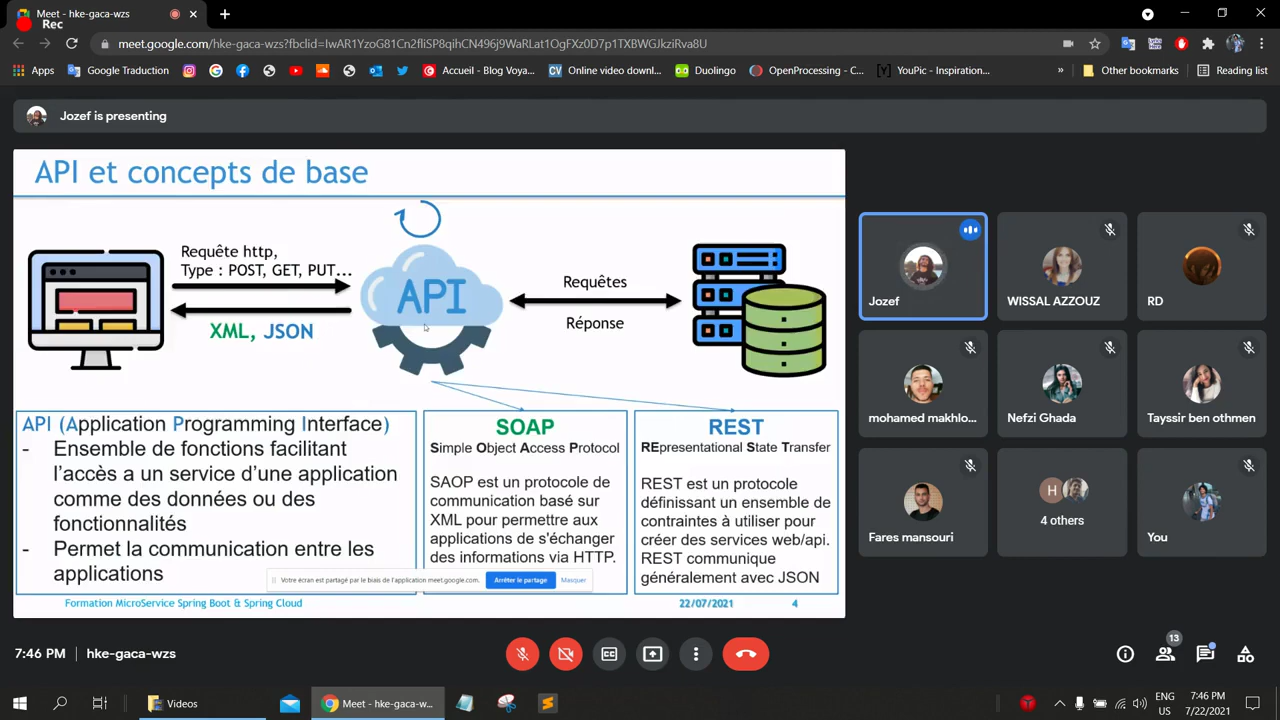 Meet - hke-gaca-wzs
Rec
meet.google.com/hke-gaca-wzs?fbclid=IwAR1YzoG81Cn2fliSP8qihCN496j9WaRLat1OgFXz0D7p1TXBWGJkziRva8U
Apps
Google Traduction
Accueil - Blog Voya...
Online video downl...
Duolingo
OpenProcessing - C...
YouPic - Inspiration...
»
Other bookmarks
Reading list
Jozef is presenting
API et concepts de base
Requête http,
Type : POST, GET, PUT...
XML, JSON
API
Requêtes
Réponse
API (Application Programming Interface)
- Ensemble de fonctions facilitant
l'accès a un service d'une application
comme des données ou des
fonctionnalités
- Permet la communication entre les
applications
SOAP
Simple Object Access Protocol
SAOP est un protocole de
communication basé sur
XML pour permettre aux
applications de s'échanger
des informations via HTTP.
REST
REpresentational State Transfer
REST est un protocole
définissant un ensemble de
contraintes à utiliser pour
créer des services web/api.
REST communique
généralement avec JSON
Votre écran est partagé par le biais de l'application meet.google.com.
Arrêter le partage
Masquer
Formation MicroService Spring Boot & Spring Cloud
22/07/2021
4
Jozef
WISSAL AZZOUZ
RD
mohamed makhlo...
Nefzi Ghada
Tayssir ben othmen
Fares mansouri
H
4 others
You
7:46 PM | hke-gaca-wzs
CC
13
Videos
Meet - hke-gaca-w...
ENG
US
7:46 PM
7/22/2021